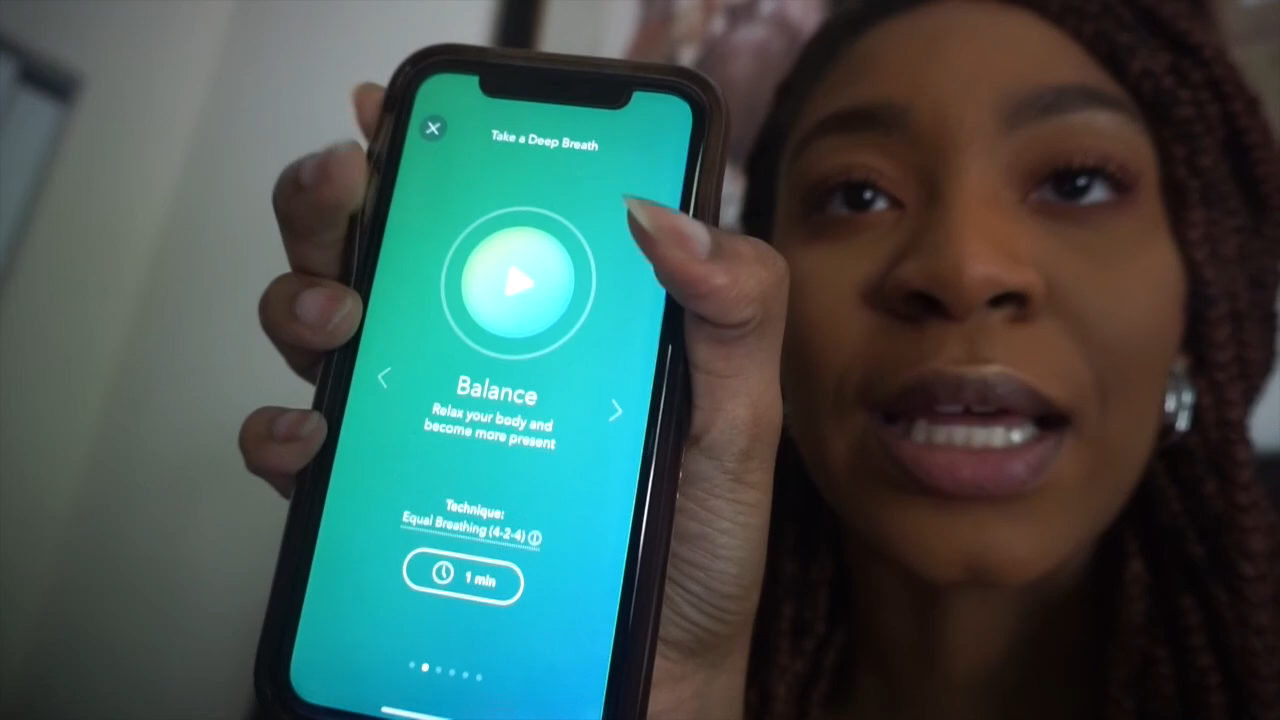 Take a Deep Breath
Balance
Relax your body and
become more present
Technique:
Equal Breathing (4-2-4)
1 min